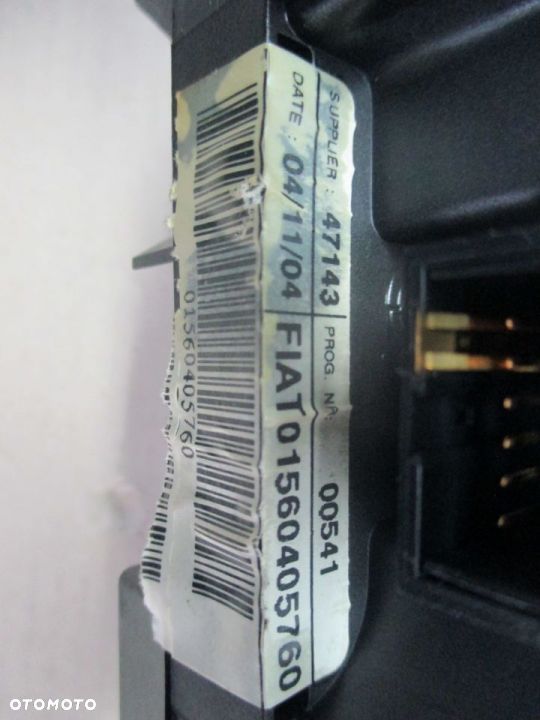 SUPPLIER : 47143 PROG. Nº: 00541
DATE : 04/11/04 FIAT 01560405760
01560405760
OTOMOTO